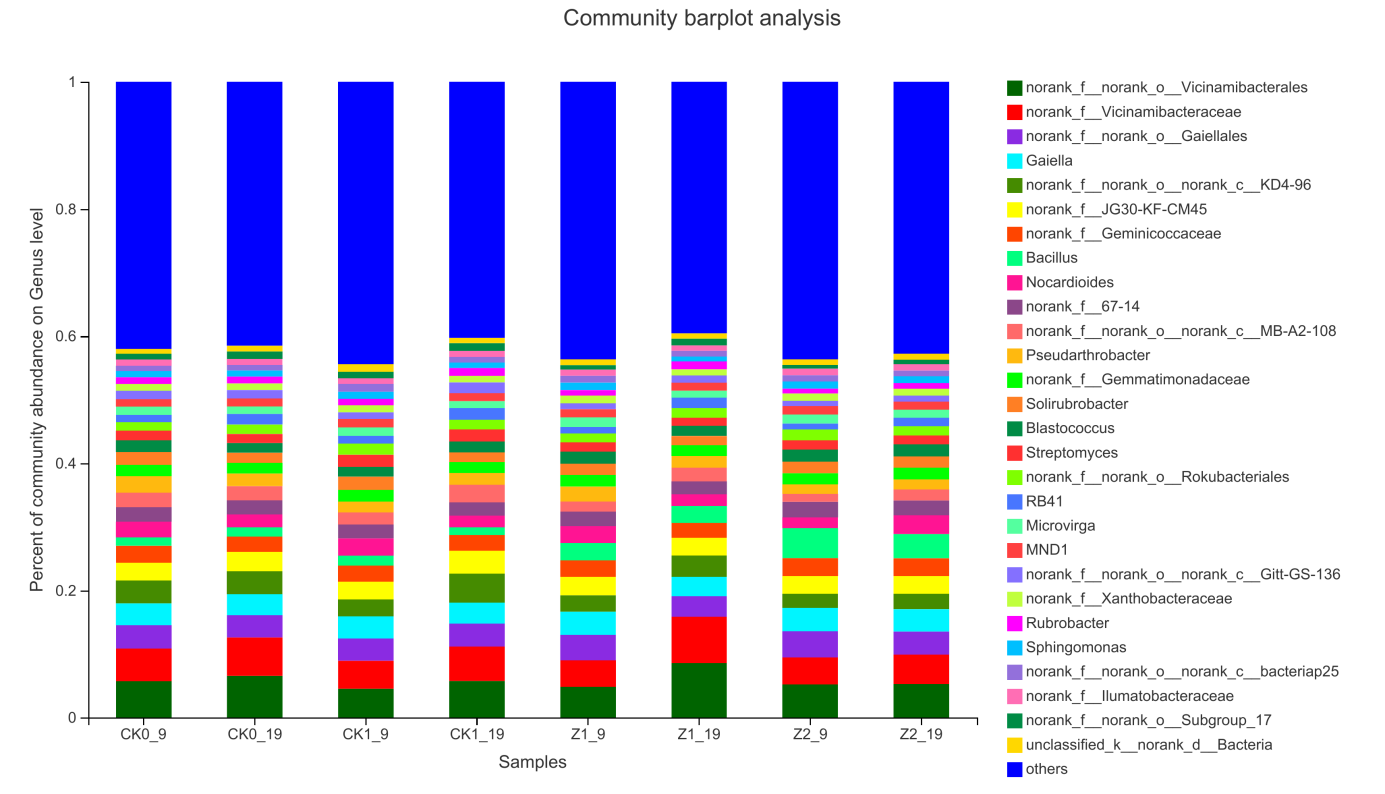 Community barplot analysis
Percent of community abundance on Genus level
1
0.8
0.6
0.4
0.2
0
CK0_9 CK0_19 CK1_9 CK1_19 Z1_9 Z1_19 Z2_9 Z2_19
Samples
norank_f__norank_o__Vicinamibacterales
norank_f__Vicinamibacteraceae
norank_f__norank_o__Gaiellales
Gaiella
norank_f__norank_o__norank_c__KD4-96
norank_f__JG30-KF-CM45
norank_f__Geminicoccaceae
Bacillus
Nocardioides
norank_f__67-14
norank_f__norank_o__norank_c__MB-A2-108
Pseudarthrobacter
norank_f__Gemmatimonadaceae
Solirubrobacter
Blastococcus
Streptomyces
norank_f__norank_o__Rokubacteriales
RB41
Microvirga
MND1
norank_f__norank_o__norank_c__Gitt-GS-136
norank_f__Xanthobacteraceae
Rubrobacter
Sphingomonas
norank_f__norank_o__norank_c__bacteriap25
norank_f__Ilumatobacteraceae
norank_f__norank_o__Subgroup_17
unclassified_k__norank_d__Bacteria
others